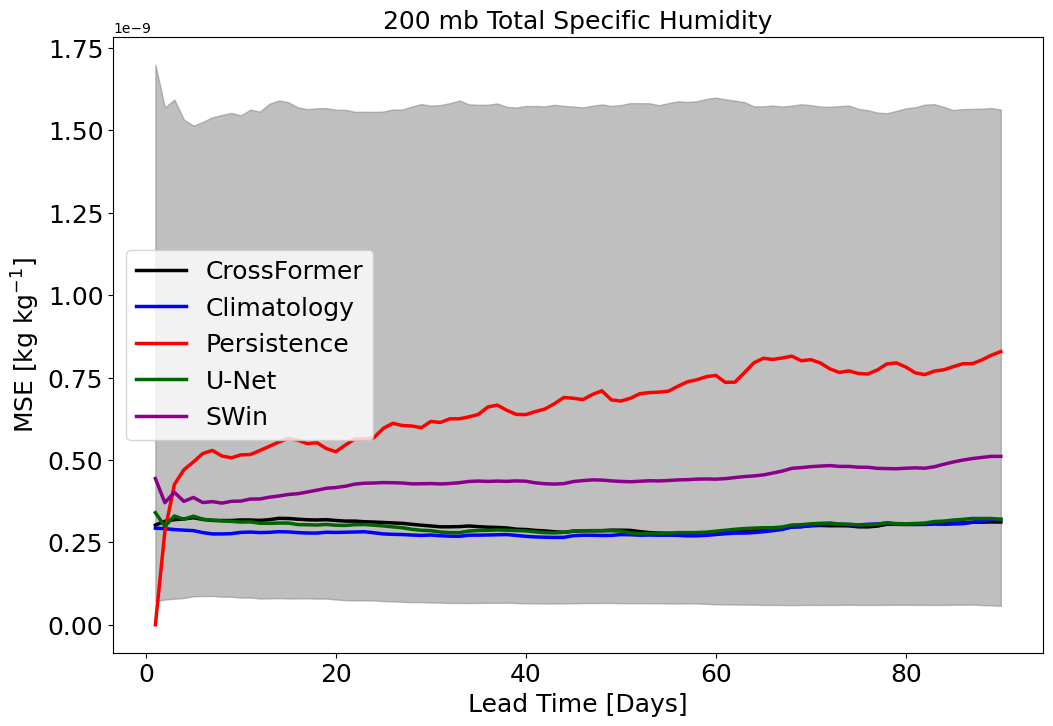 200 mb Total Specific Humidity
1e−9
1.75
1.50
1.25
1.00
0.75
0.50
0.25
0.00
MSE [kg kg⁻¹]
CrossFormer
Climatology
Persistence
U-Net
SWin
0 20 40 60 80
Lead Time [Days]